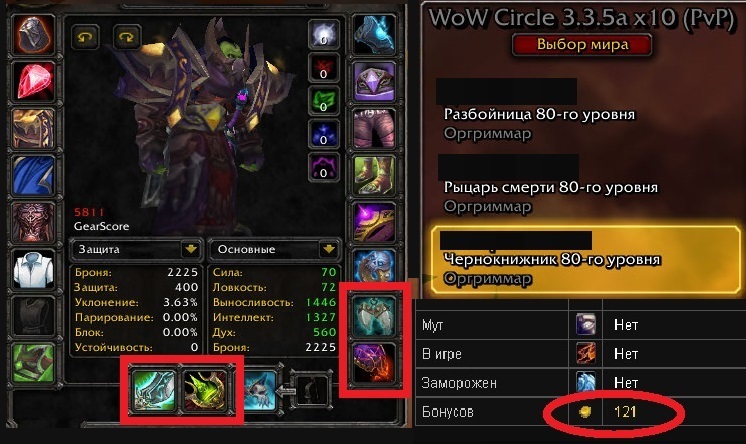 0
0
0
0
0
5811
GearScore
Защита
Основные
Броня: 2225
Защита: 400
Уклонение: 3.63%
Парирование: 0.00%
Блок: 0.00%
Устойчивость: 0
Сила: 70
Ловкость: 72
Выносливость: 1446
Интеллект: 1327
Дух: 560
Броня: 2225
WoW Circle 3.3.5a x10 (PvP)
Выбор мира
Разбойница 80-го уровня
Оргриммар
Рыцарь смерти 80-го уровня
Оргриммар
Чернокнижник 80-го уровня
Оргриммар
Мут Нет
В игре Нет
Заморожен Нет
Бонусов 121